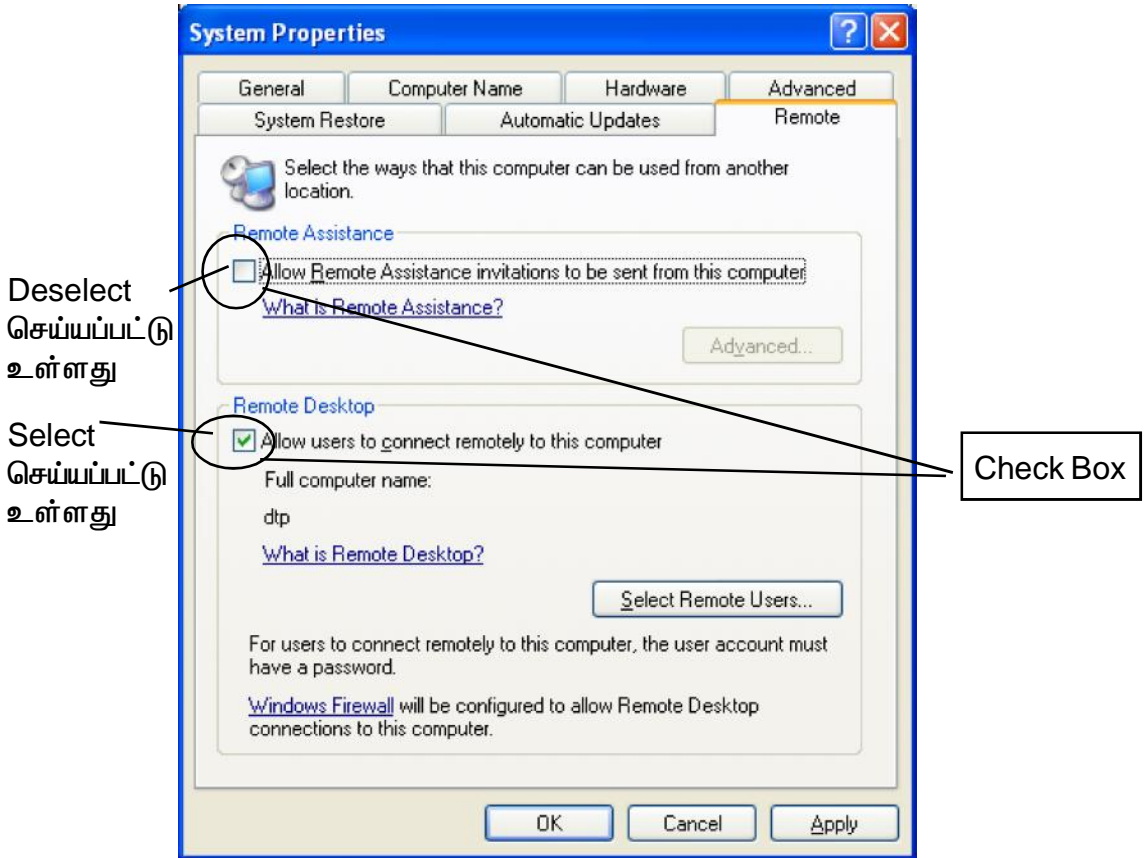 System Properties
General
Computer Name
Hardware
Advanced
System Restore
Automatic Updates
Remote
Select the ways that this computer can be used from another
location.
Remote Assistance
Allow Remote Assistance invitations to be sent from this computer
What is Remote Assistance?
Advanced...
Deselect
செய்யப்பட்டு
உள்ளது
Remote Desktop
Allow users to connect remotely to this computer
Select
செய்யப்பட்டு
உள்ளது
Check Box
Full computer name:
dtp
What is Remote Desktop?
Select Remote Users...
For users to connect remotely to this computer, the user account must
have a password.
Windows Firewall will be configured to allow Remote Desktop
connections to this computer.
OK
Cancel
Apply